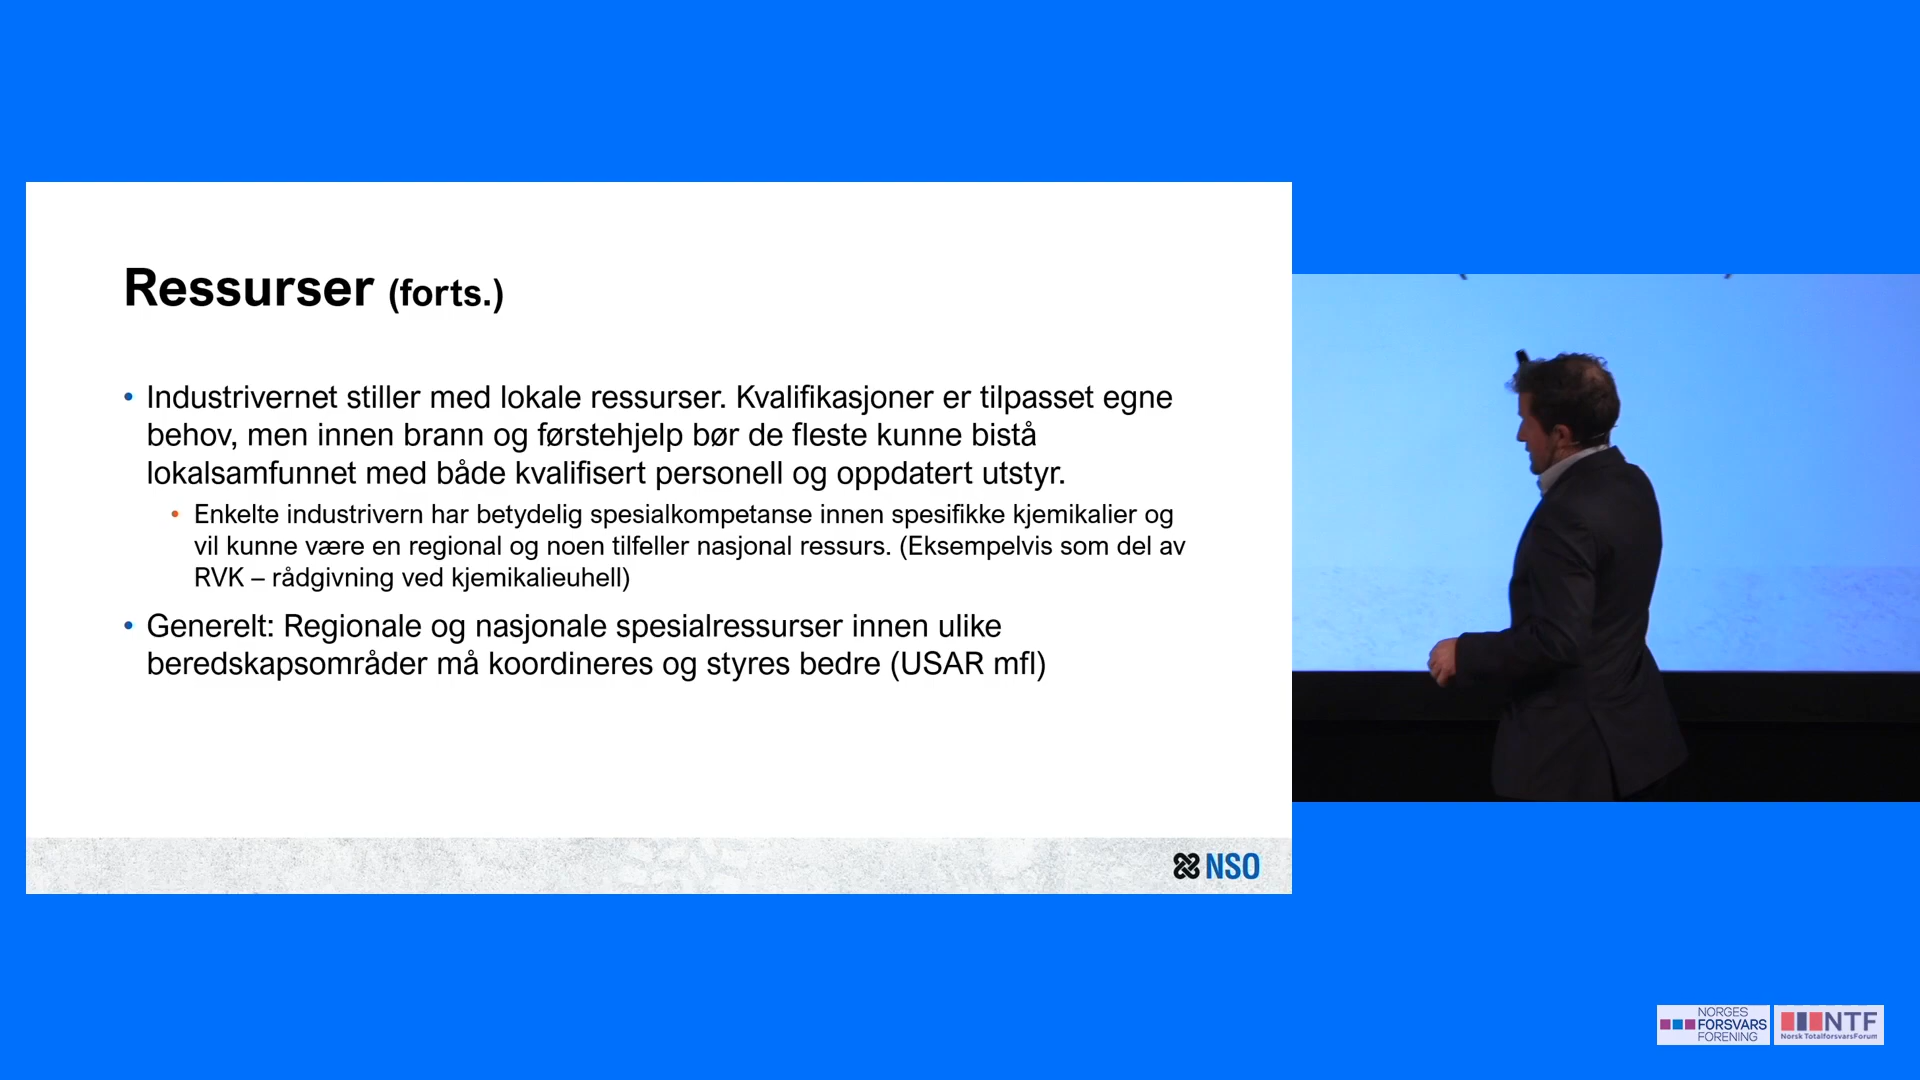 Ressurser (forts.)
• Industrivernet stiller med lokale ressurser. Kvalifikasjoner er tilpasset egne
behov, men innen brann og førstehjelp bør de fleste kunne bistå
lokalsamfunnet med både kvalifisert personell og oppdatert utstyr.
• Enkelte industrivern har betydelig spesialkompetanse innen spesifikke kjemikalier og
vil kunne være en regional og noen tilfeller nasjonal ressurs. (Eksempelvis som del av
RVK – rådgivning ved kjemikalieuhell)
• Generelt: Regionale og nasjonale spesialressurser innen ulike
beredskapsområder må koordineres og styres bedre (USAR mfl)
NSO
NORGES
FORSVARS
FORENING
NTF
Norsk TotalforsvarsForum